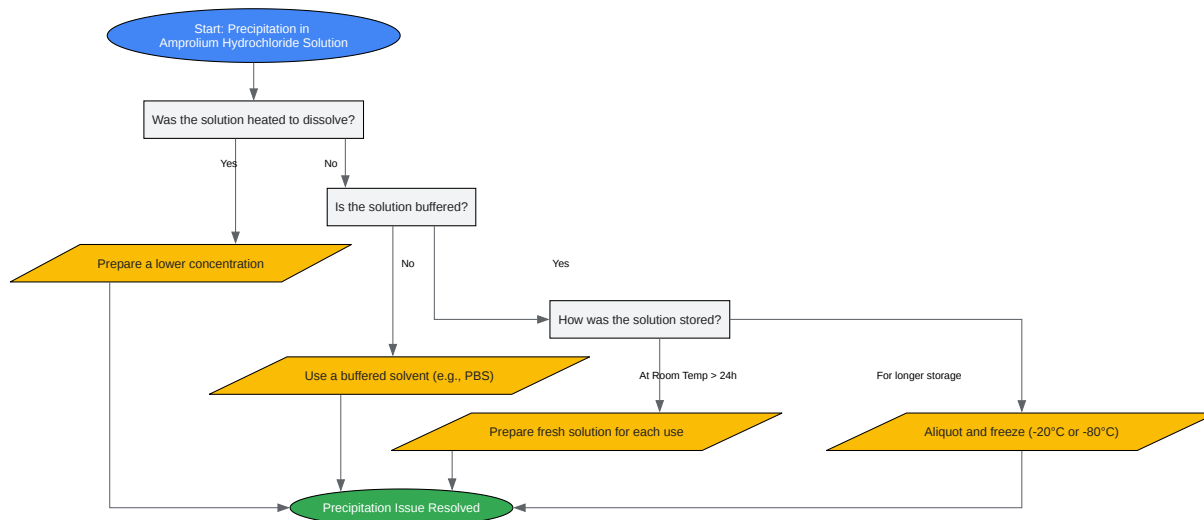 Start: Precipitation in
Amprolium Hydrochloride Solution
Was the solution heated to dissolve?
Yes
No
Is the solution buffered?
Prepare a lower concentration
No
Yes
How was the solution stored?
Use a buffered solvent (e.g., PBS)
At Room Temp > 24h
For longer storage
Prepare fresh solution for each use
Aliquot and freeze (-20°C or -80°C)
Precipitation Issue Resolved